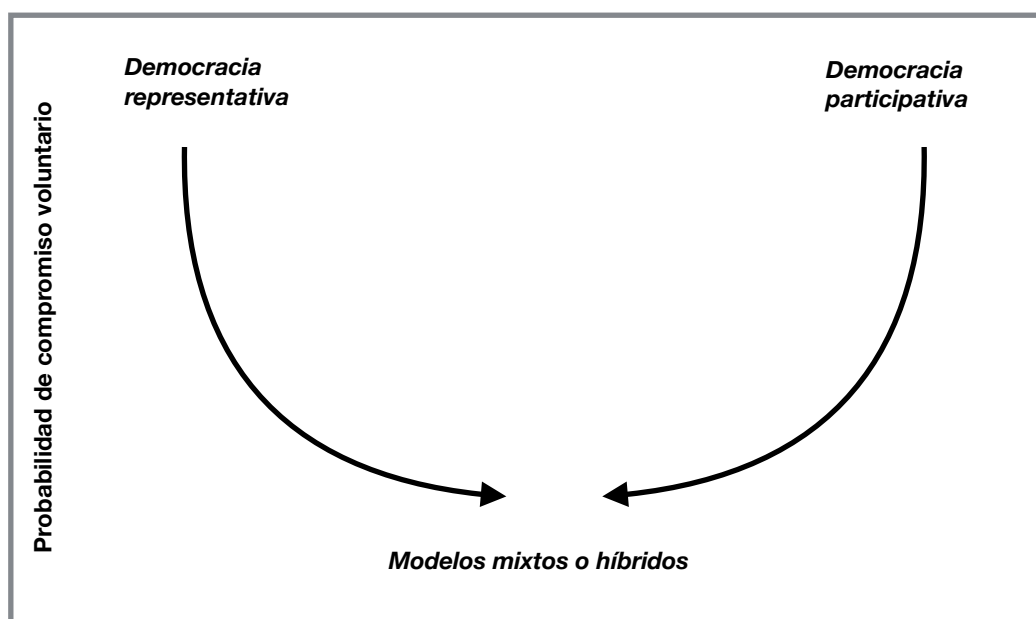 Democracia
representativa
Democracia
participativa
Probabilidad de compromiso voluntario
Modelos mixtos o híbridos